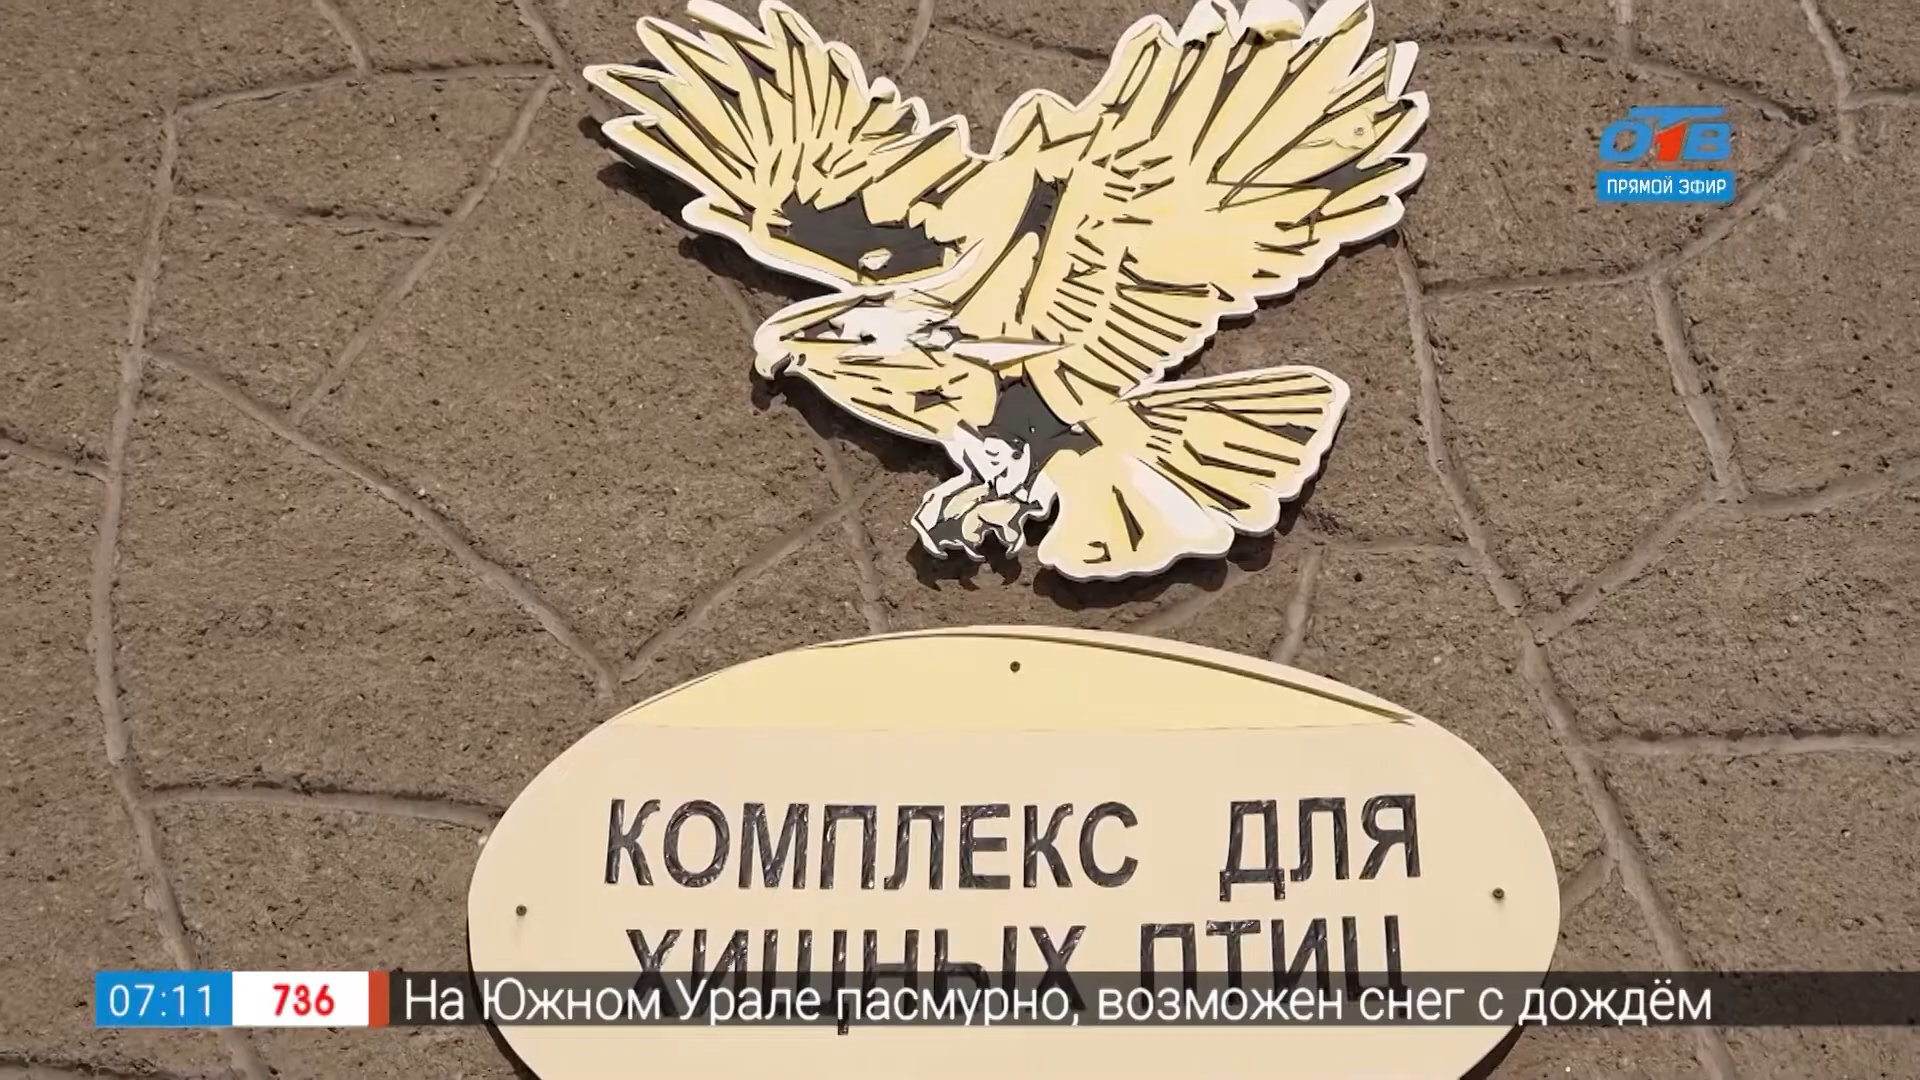 ОТВ
ПРЯМОЙ ЭФИР
КОМПЛЕКС ДЛЯ
ХИЩНЫХ ПТИЦ
07:11 736 На Южном Урале пасмурно, возможен снег с дождём